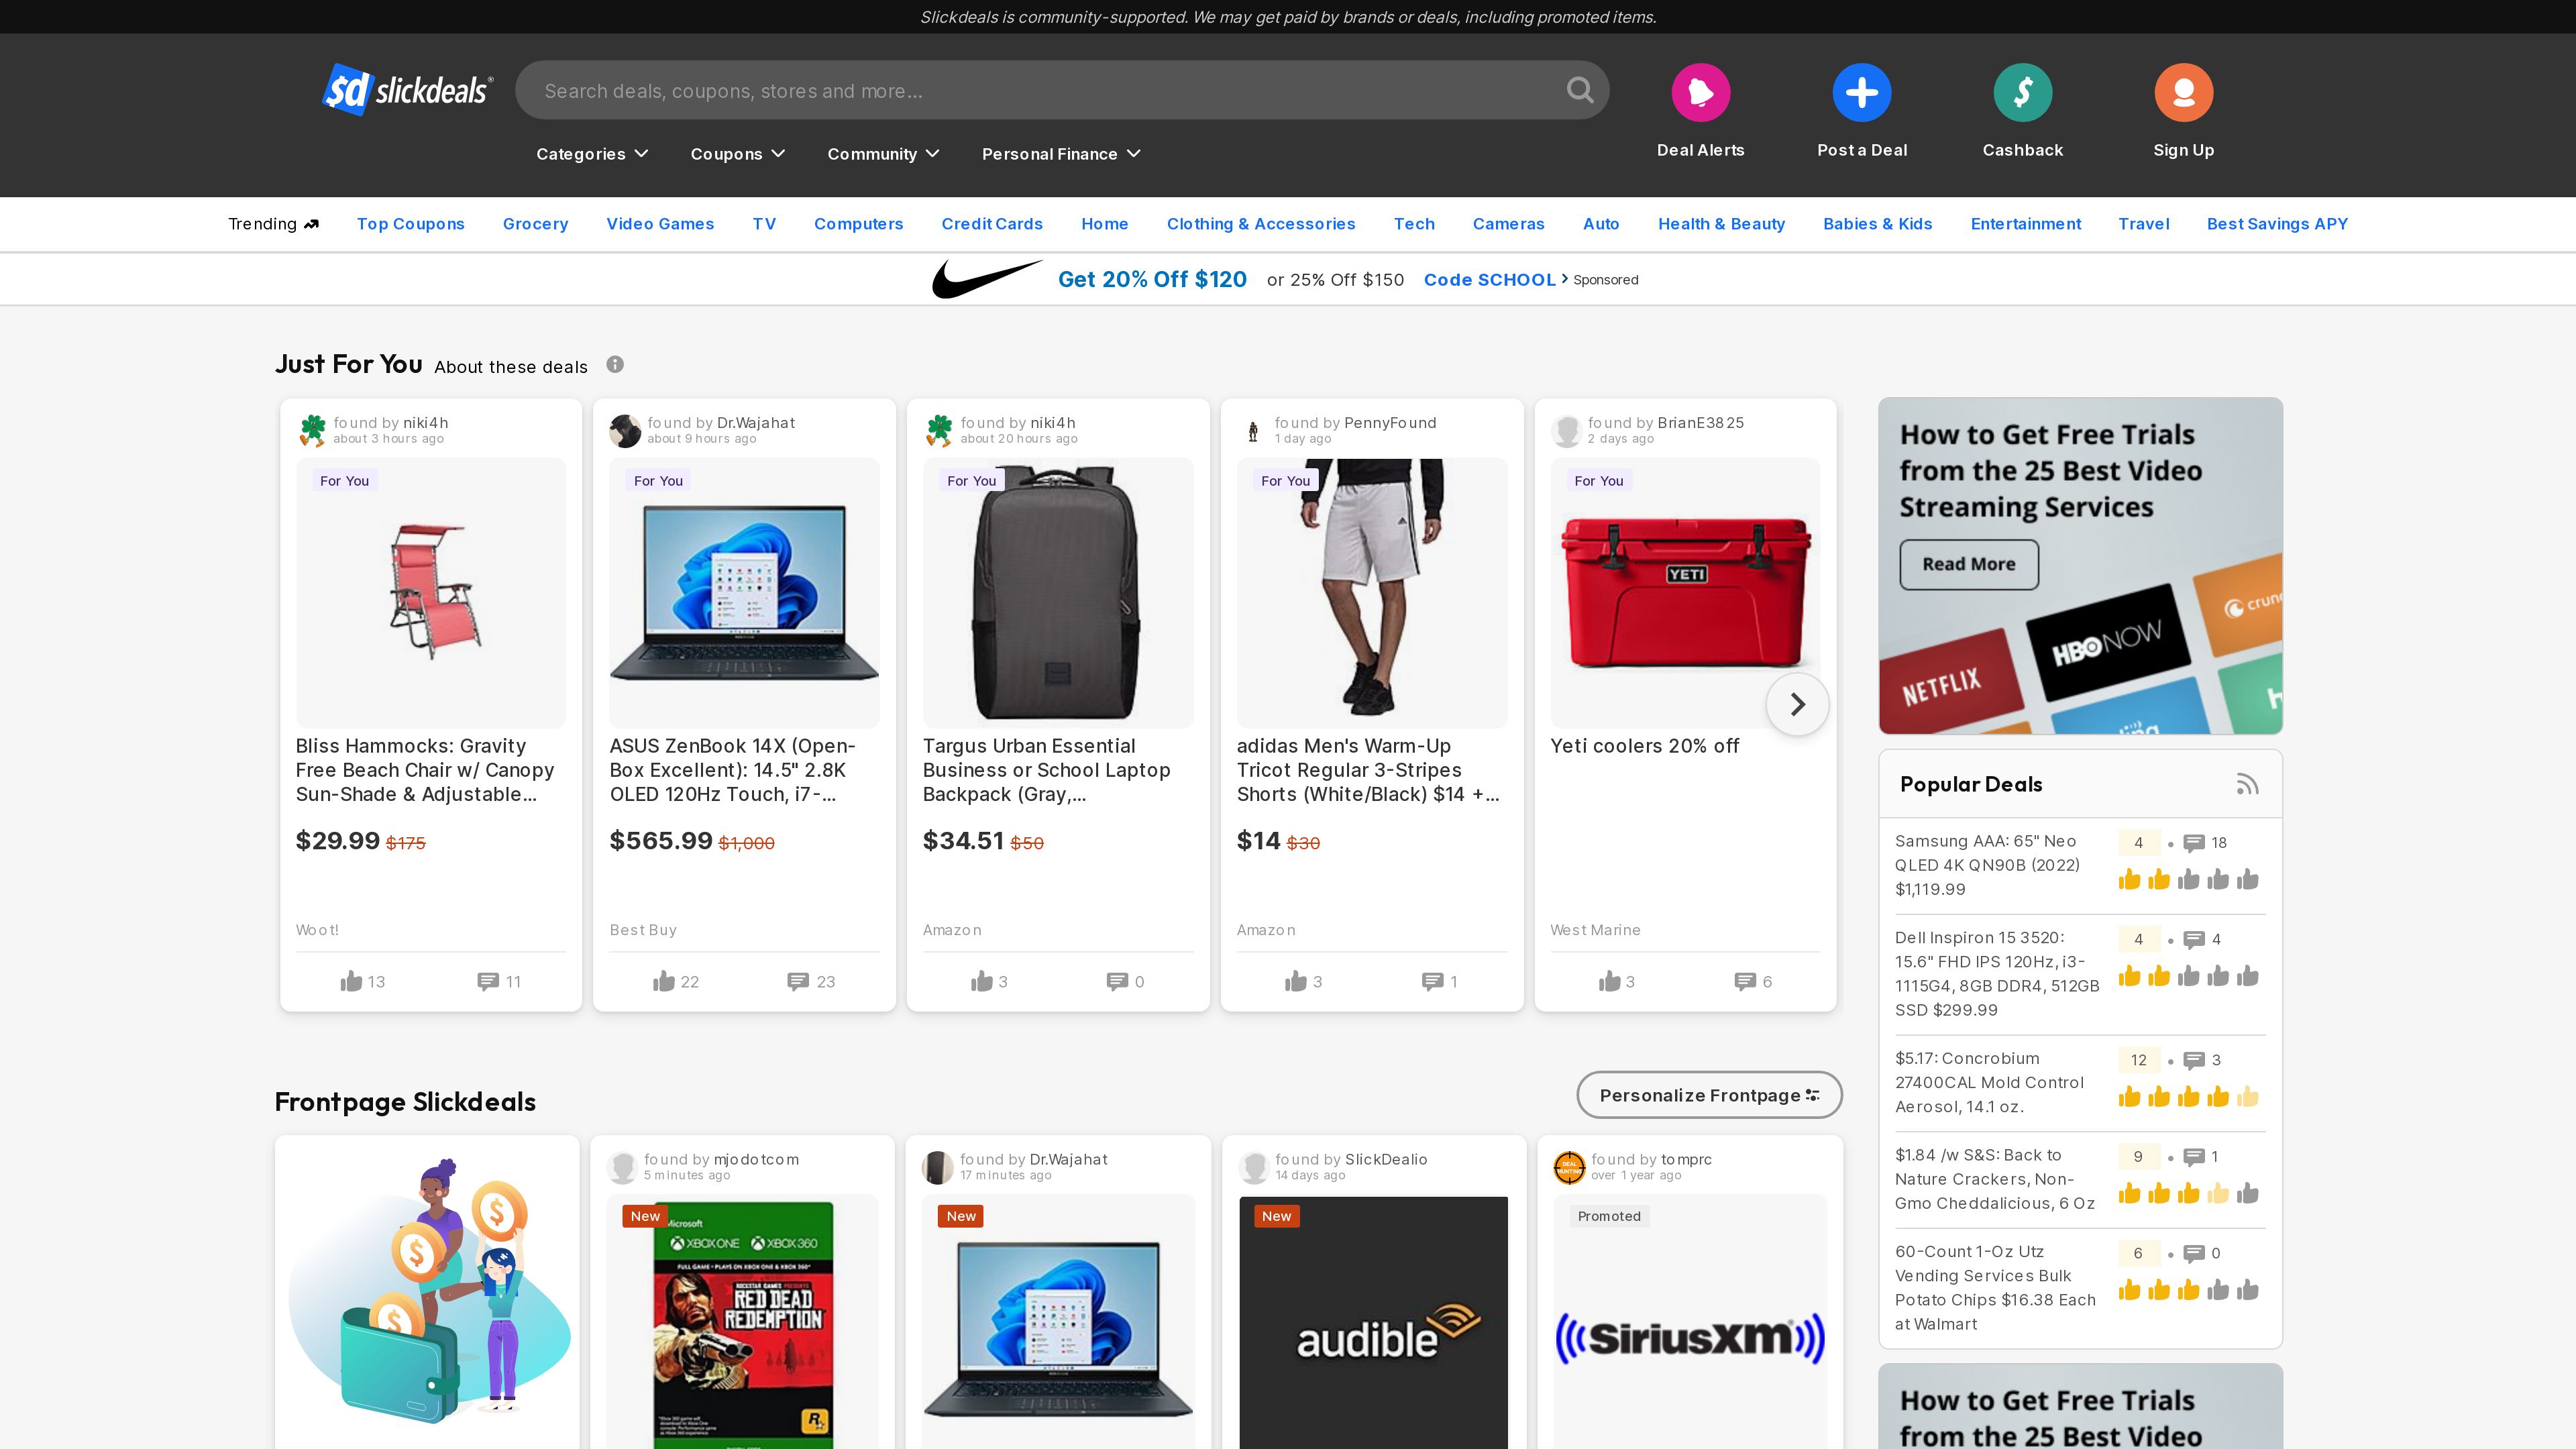 Slickdeals is community-supported. We may get paid by brands or deals, including promoted items.
sd slickdeals®
Search deals, coupons, stores and more...
Deal Alerts
Post a Deal
Cashback
Sign Up
Categories
Coupons
Community
Personal Finance
Trending
Top Coupons
Grocery
Video Games
TV
Computers
Credit Cards
Home
Clothing & Accessories
Tech
Cameras
Auto
Health & Beauty
Babies & Kids
Entertainment
Travel
Best Savings APY
Get 20% Off $120 or 25% Off $150 Code SCHOOL Sponsored
Just For You About these deals
found by niki4h
about 3 hours ago
For You
Bliss Hammocks: Gravity
Free Beach Chair w/ Canopy
Sun-Shade & Adjustable...
$29.99 $175
Woot!
13
11
found by Dr.Wajahat
about 9 hours ago
For You
ASUS ZenBook 14X (Open-
Box Excellent): 14.5" 2.8K
OLED 120Hz Touch, i7-...
$565.99 $1,000
Best Buy
22
23
found by niki4h
about 20 hours ago
For You
Targus Urban Essential
Business or School Laptop
Backpack (Gray,...
$34.51 $50
Amazon
3
0
found by PennyFound
1 day ago
For You
adidas Men's Warm-Up
Tricot Regular 3-Stripes
Shorts (White/Black) $14 +...
$14 $30
Amazon
3
1
found by BrianE3825
2 days ago
For You
YETI
Yeti coolers 20% off
West Marine
3
6
How to Get Free Trials
from the 25 Best Video
Streaming Services
Read More
NETFLIX
HBO NOW
crun
Popular Deals
Samsung AAA: 65" Neo
QLED 4K QN90B (2022)
$1,119.99
4 • 18
Dell Inspiron 15 3520:
15.6" FHD IPS 120Hz, i3-
1115G4, 8GB DDR4, 512GB
SSD $299.99
4 • 4
$5.17: Concrobium
27400CAL Mold Control
Aerosol, 14.1 oz.
12 • 3
$1.84 /w S&S: Back to
Nature Crackers, Non-
Gmo Cheddalicious, 6 Oz
9 • 1
60-Count 1-Oz Utz
Vending Services Bulk
Potato Chips $16.38 Each
at Walmart
6 • 0
How to Get Free Trials
from the 25 Best Video
Frontpage Slickdeals
Personalize Frontpage
found by mjodotcom
5 minutes ago
New
Microsoft
XBOX ONE XBOX 360
FULL GAME • PLAYS ON XBOX ONE & XBOX 360*
ROCKSTAR GAMES PRESENTS
RED DEAD
REDEMPTION
found by Dr.Wajahat
17 minutes ago
New
found by SlickDealio
14 days ago
New
audible
found by tomprc
over 1 year ago
Promoted
SiriusXM